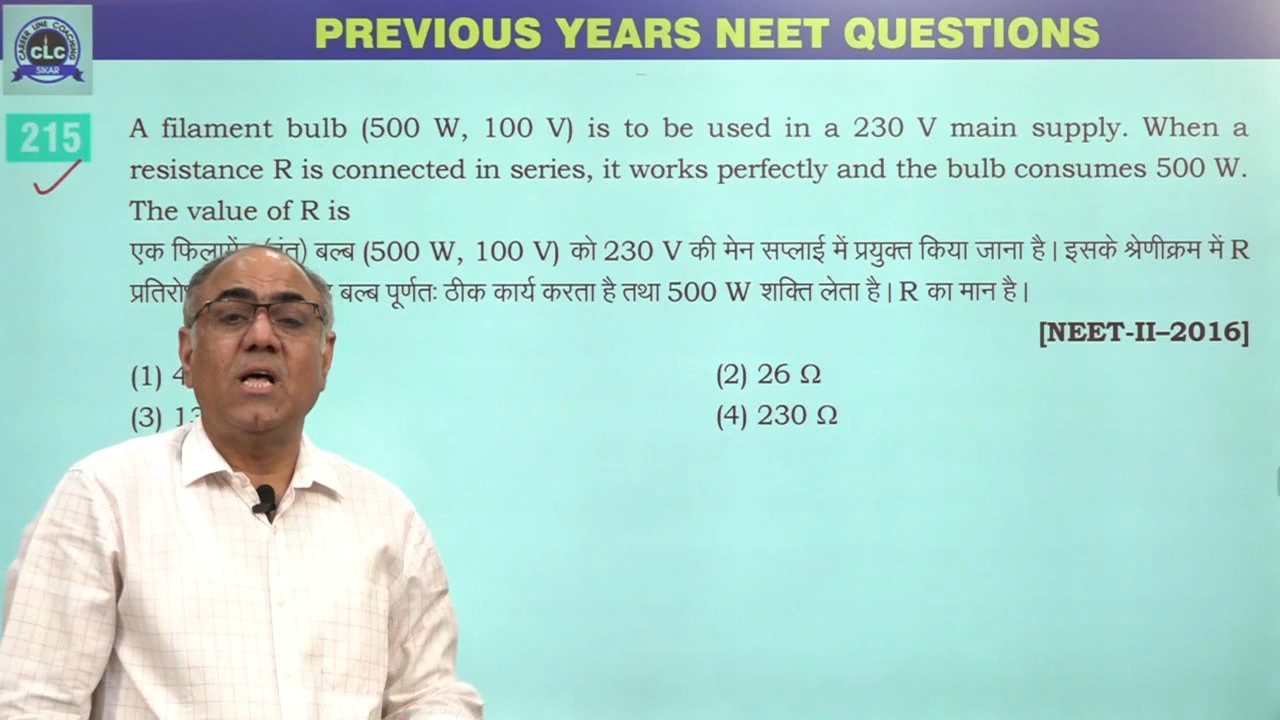 PREVIOUS YEARS NEET QUESTIONS
CAREER LINE COACHING
CLC
SIKAR
215
A filament bulb (500 W, 100 V) is to be used in a 230 V main supply. When a
resistance R is connected in series, it works perfectly and the bulb consumes 500 W.
The value of R is
एक बल्ब (500 W, 100 V) को 230 V की मेन सप्लाई में प्रयुक्त किया जाना है। इसके श्रेणीक्रम में R
बल्ब पूर्णतः ठीक कार्य करता है तथा 500 W शक्ति लेता है। R का मान है।
[NEET-II–2016]
(1)
(2) 26 Ω
(3)
(4) 230 Ω